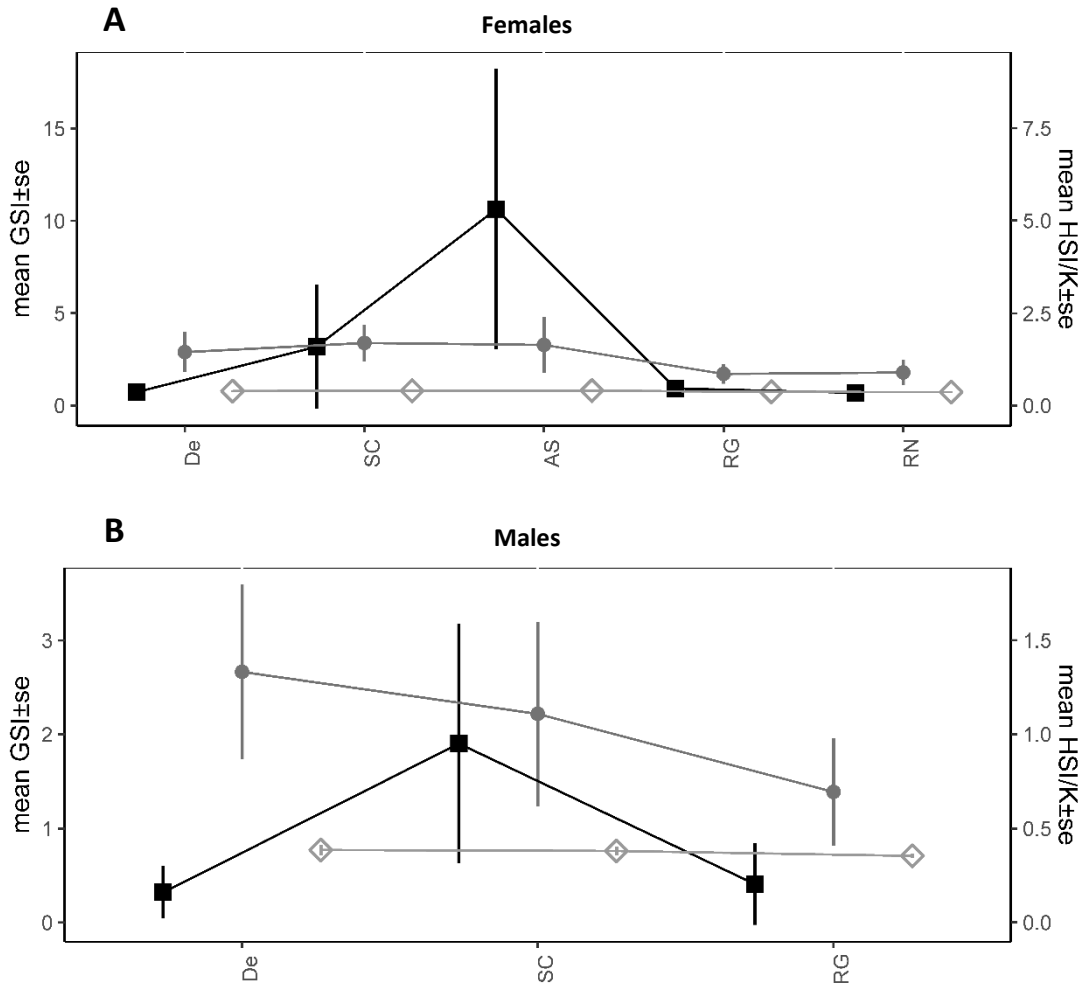 A
Females
mean GSI±se
15
10
5
0
7.5
5.0
2.5
0.0
mean HSI/K±se
De
SC
AS
RG
RN
B
Males
mean GSI±se
3
2
1
0
1.5
1.0
0.5
0.0
mean HSI/K±se
De
SC
RG